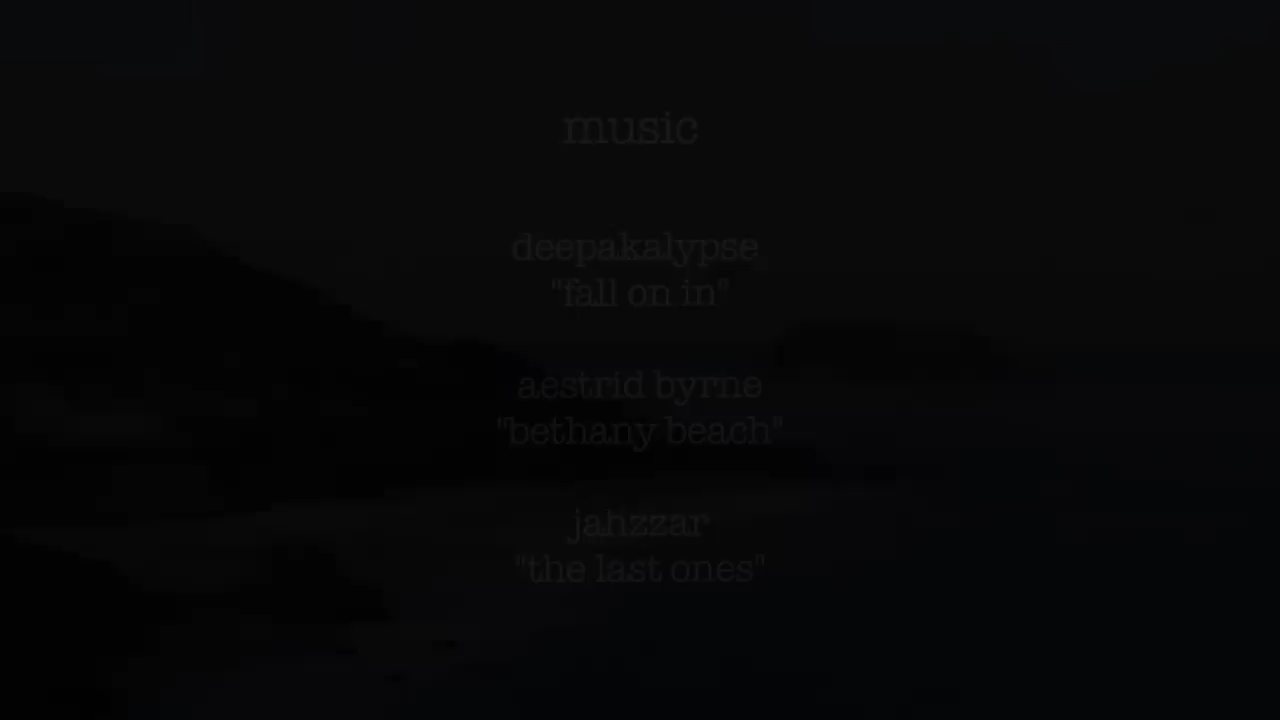 music
deepakalypse
"fall on in"
aestrid byrne
"bethany beach"
jahzzar
"the last ones"